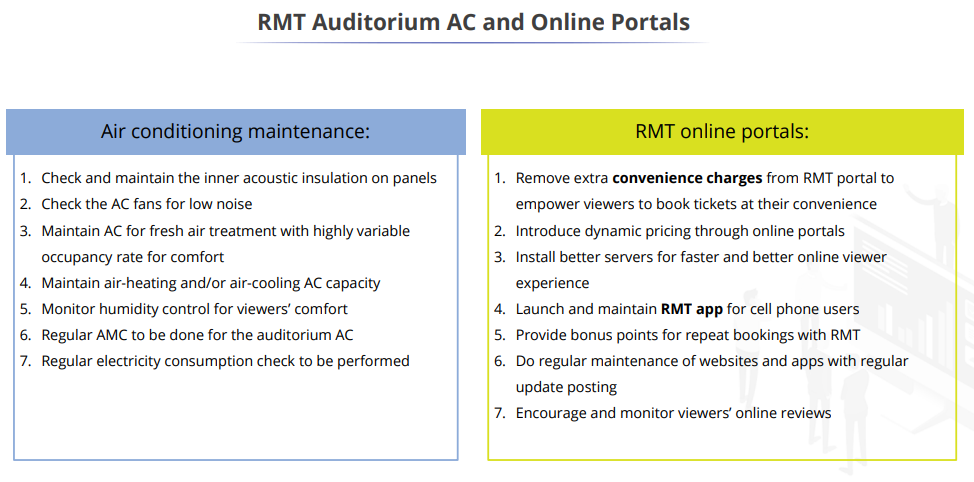 RMT Auditorium AC and Online Portals
Air conditioning maintenance:
1. Check and maintain the inner acoustic insulation on panels
2. Check the AC fans for low noise
3. Maintain AC for fresh air treatment with highly variable
occupancy rate for comfort
4. Maintain air-heating and/or air-cooling AC capacity
5. Monitor humidity control for viewers’ comfort
6. Regular AMC to be done for the auditorium AC
7. Regular electricity consumption check to be performed
RMT online portals:
1. Remove extra convenience charges from RMT portal to
empower viewers to book tickets at their convenience
2. Introduce dynamic pricing through online portals
3. Install better servers for faster and better online viewer
experience
4. Launch and maintain RMT app for cell phone users
5. Provide bonus points for repeat bookings with RMT
6. Do regular maintenance of websites and apps with regular
update posting
7. Encourage and monitor viewers’ online reviews